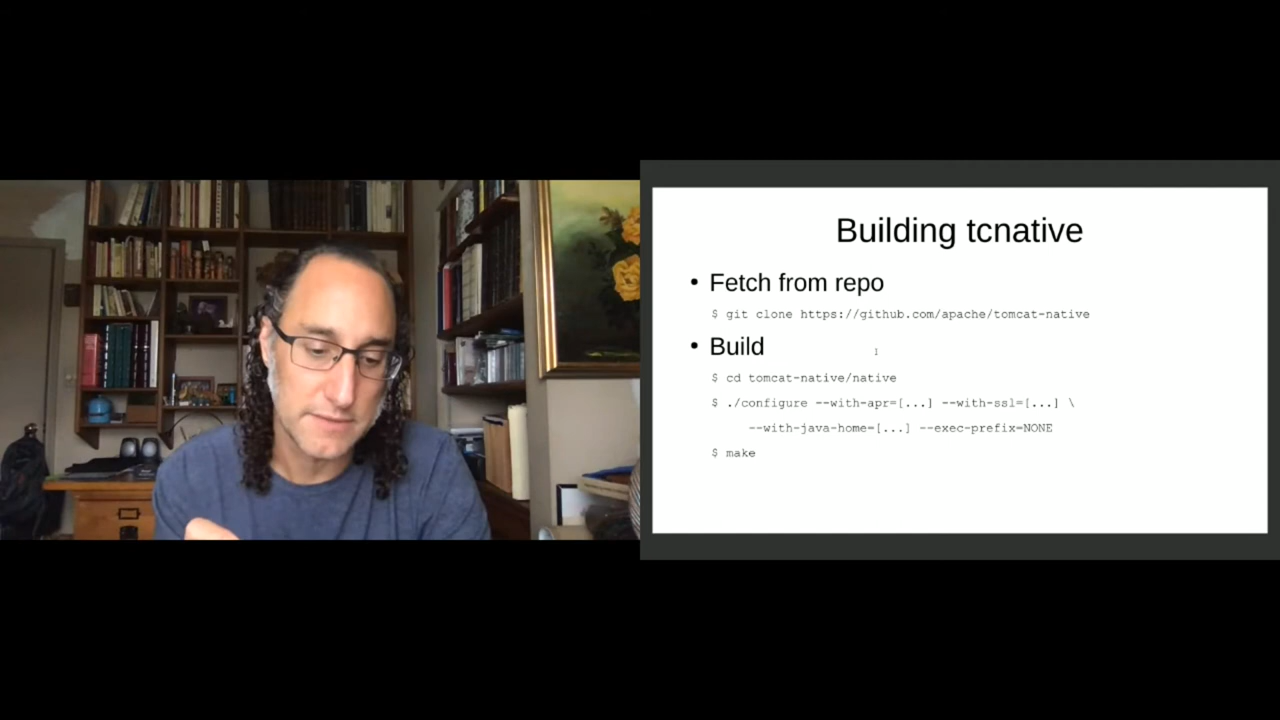 Building tcnative
• Fetch from repo
$ git clone https://github.com/apache/tomcat-native
• Build
$ cd tomcat-native/native
$ ./configure --with-apr=[...] --with-ssl=[...] \
--with-java-home=[...] --exec-prefix=NONE
$ make